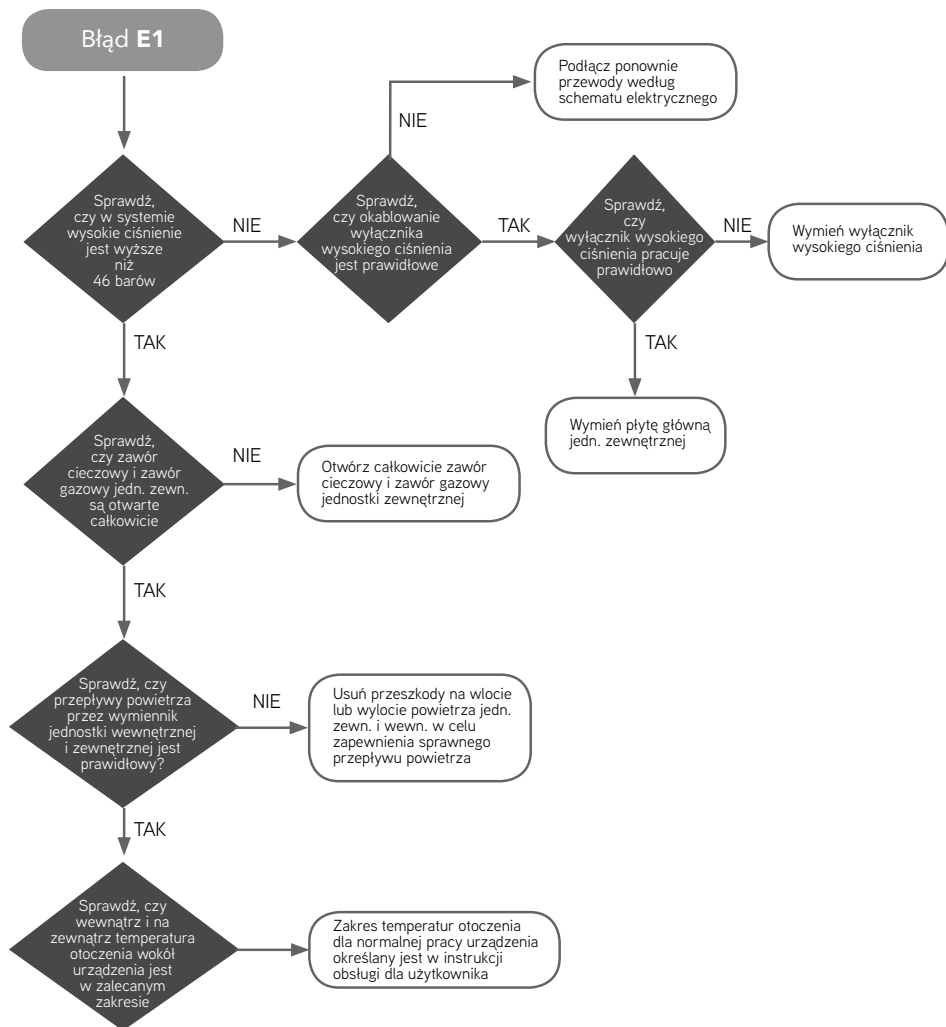 Błąd E1
Podłącz ponownie
przewody według
schematu elektrycznego
NIE
Sprawdź,
czy w systemie
wysokie ciśnienie
jest wyższe
niż
46 barów
NIE
Sprawdź,
czy okablowanie
wyłącznika
wysokiego ciśnienia
jest prawidłowe
TAK
Sprawdź,
czy
wyłącznik wysokiego
ciśnienia pracuje
prawidłowo
NIE
Wymień wyłącznik
wysokiego ciśnienia
TAK
TAK
Wymień płytę główną
jedn. zewnętrznej
Sprawdź,
czy zawór
cieczowy i zawór
gazowy jedn. zewn.
są otwarte
całkowicie
NIE
Otwórz całkowicie zawór
cieczowy i zawór gazowy
jednostki zewnętrznej
TAK
Sprawdź, czy
przepływy powietrza
przez wymiennik
jednostki wewnętrznej
i zewnętrznej jest
prawidłowy?
NIE
Usuń przeszkody na wlocie
lub wylocie powietrza jedn.
zewn. i wewn. w celu
zapewnienia sprawnego
przepływu powietrza
TAK
Sprawdź, czy
wewnątrz i na
zewnątrz temperatura
otoczenia wokół
urządzenia jest
w zalecanym
zakresie
Zakres temperatur otoczenia
dla normalnej pracy urządzenia
określany jest w instrukcji
obsługi dla użytkownika